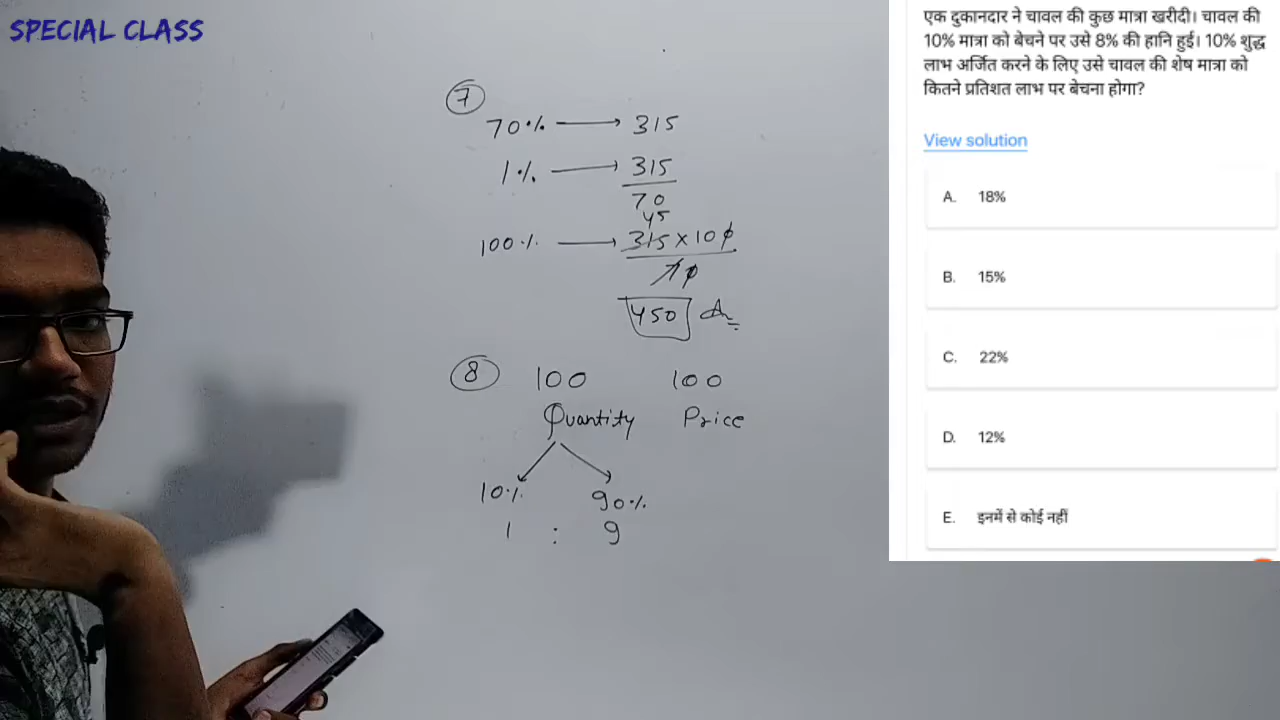 SPECIAL CLASS
7
70% → 315
1% → 315
70
45
100% → 315 × 100
70
450
8 100 100
Quantity Price
10% 90%
1 : 9
एक दुकानदार ने चावल की कुछ मात्रा खरीदी। चावल की
10% मात्रा को बेचने पर उसे 8% की हानि हुई। 10% शुद्ध
लाभ अर्जित करने के लिए उसे चावल की शेष मात्रा को
कितने प्रतिशत लाभ पर बेचना होगा?
View solution
A. 18%
B. 15%
C. 22%
D. 12%
E. इनमें से कोई नहीं